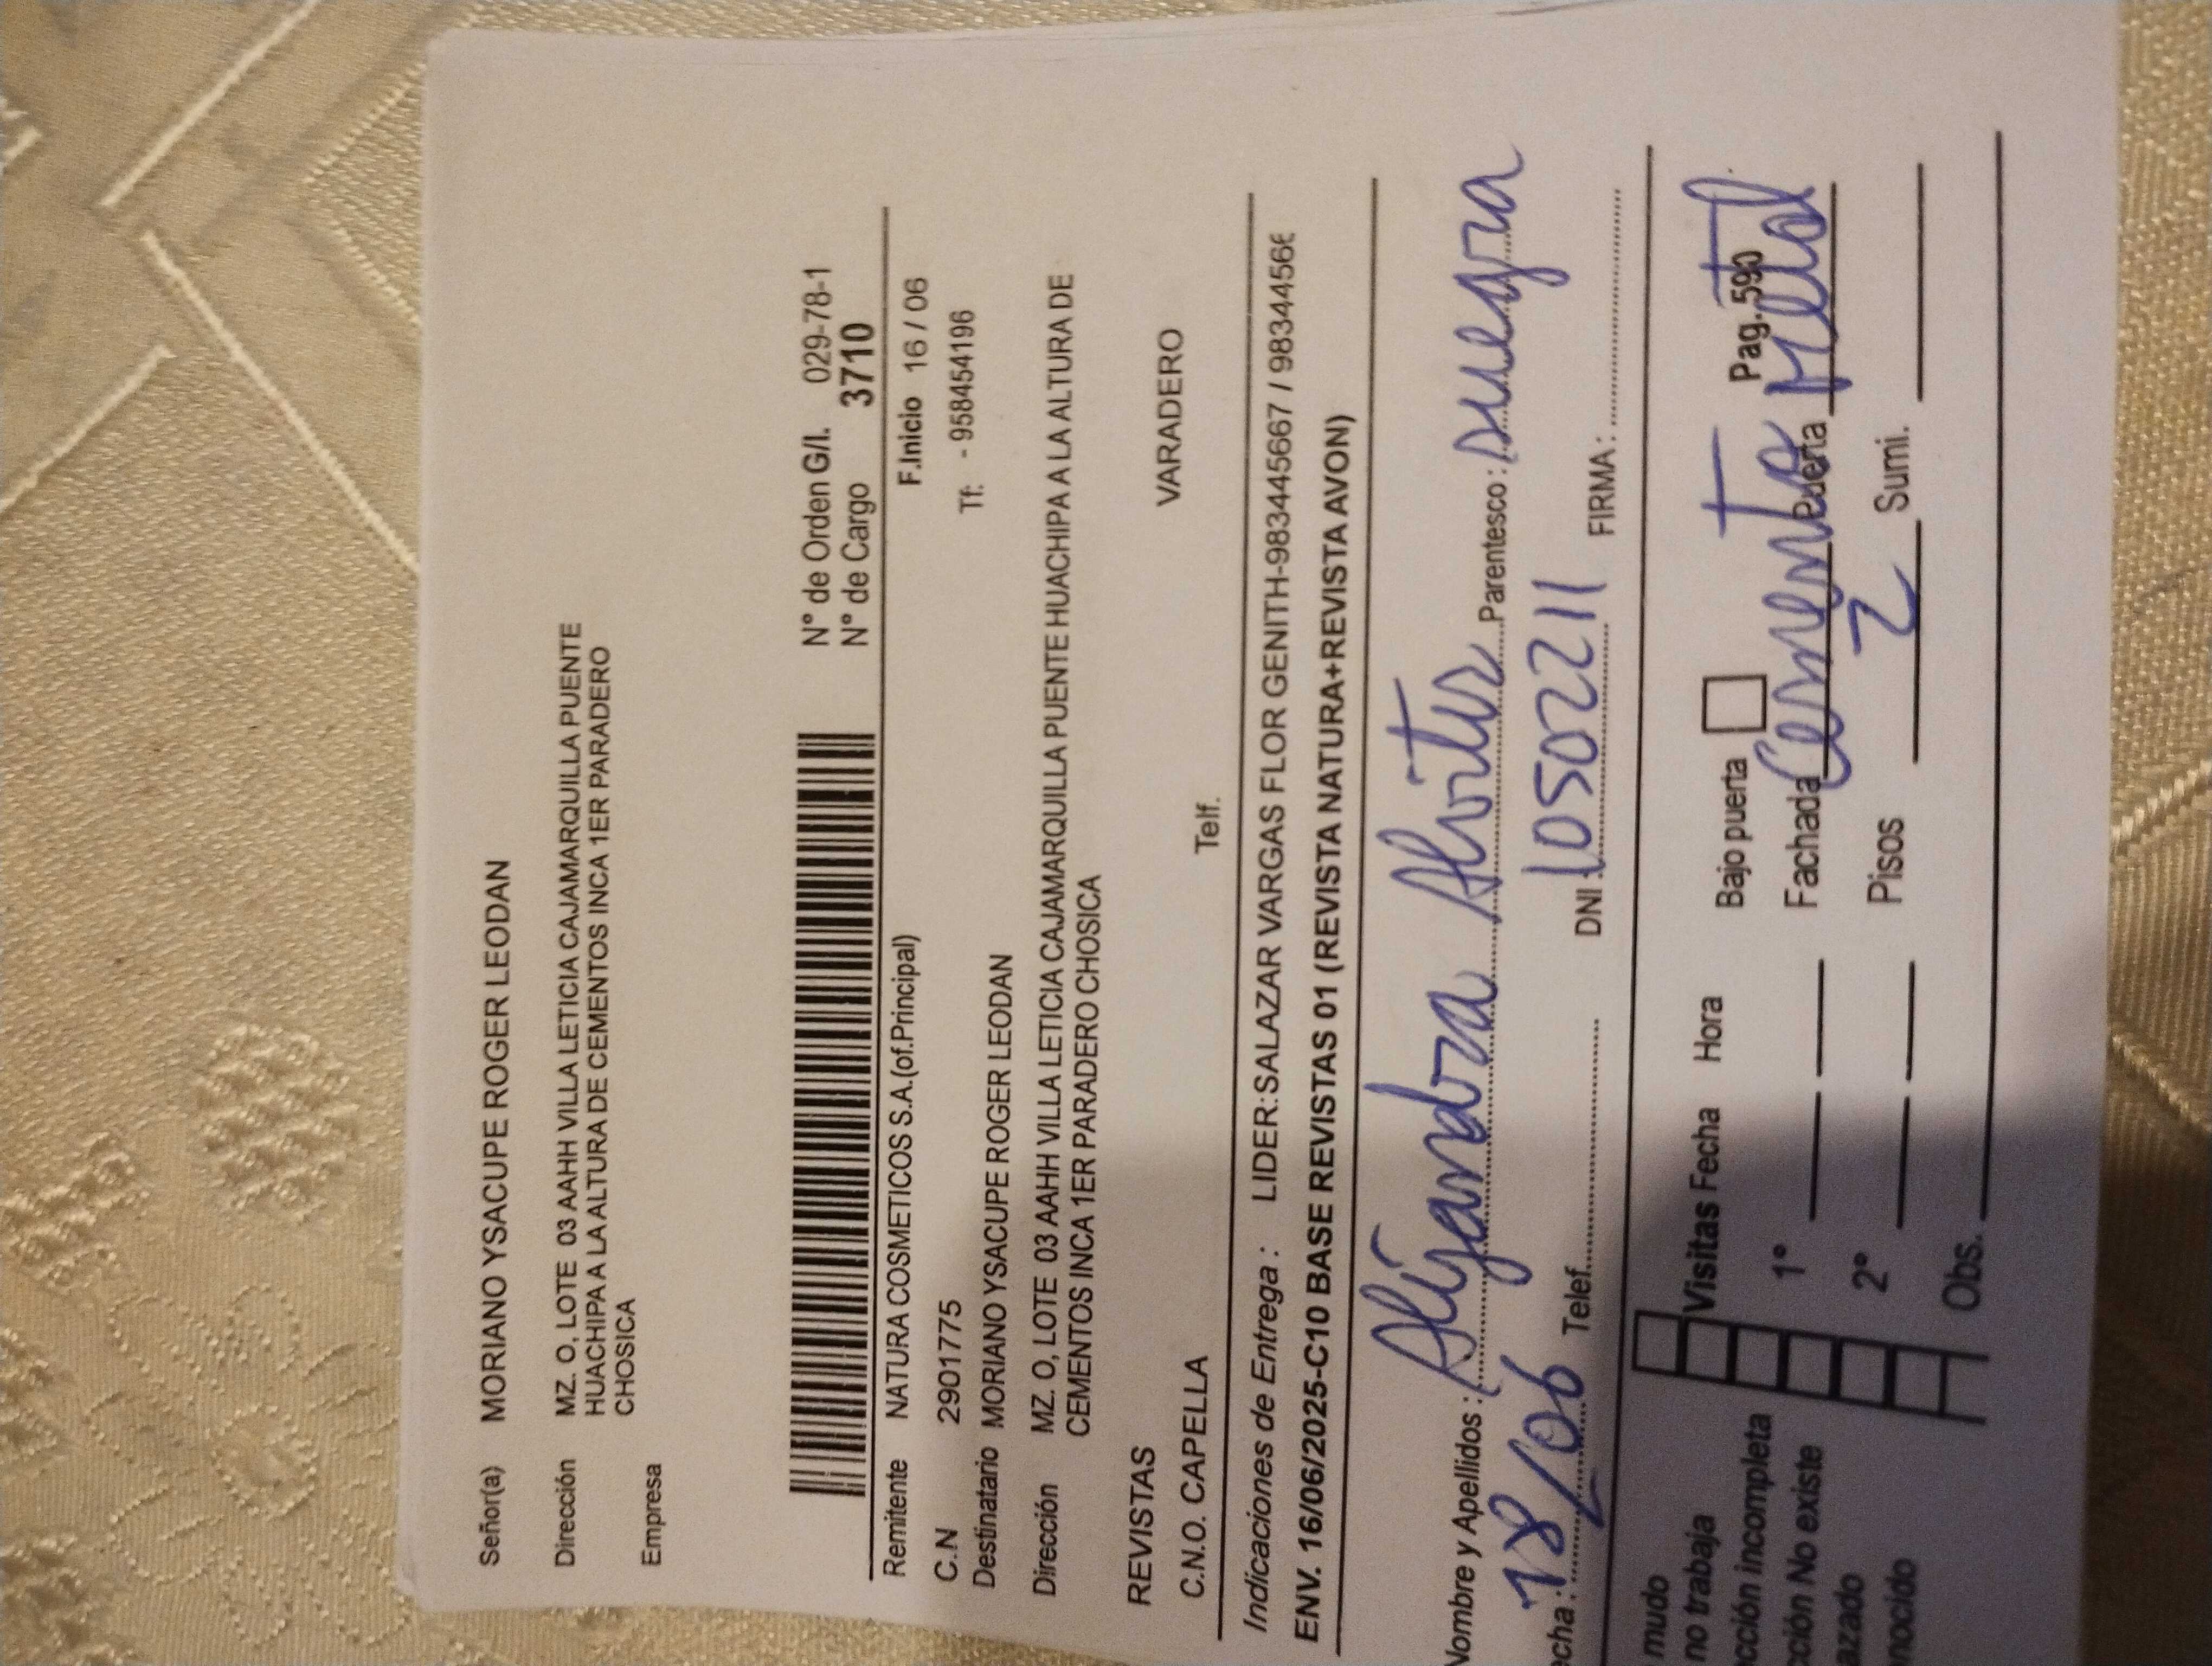 Señor(a) MORIANO YSACUPE ROGER LEODAN
Dirección MZ. O, LOTE 03 AAHH VILLA LETICIA CAJAMARQUILLA PUENTE
HUACHIPA A LA ALTURA DE CEMENTOS INCA 1ER PARADERO
CHOSICA
Empresa
N° de Orden G/I. 029-78-1
N° de Cargo 3710
Remitente NATURA COSMETICOS S.A.(of.Principal) F.Inicio 16 / 06
C.N 2901775 Tf: - 958454196
Destinatario MORIANO YSACUPE ROGER LEODAN
Dirección MZ. O, LOTE 03 AAHH VILLA LETICIA CAJAMARQUILLA PUENTE HUACHIPA A LA ALTURA DE
CEMENTOS INCA 1ER PARADERO CHOSICA
REVISTAS VARADERO
C.N.O. CAPELLA Telf.
Indicaciones de Entrega : LIDER:SALAZAR VARGAS FLOR GENITH-983445667 / 98344566
ENV. 16/06/2025-C10 BASE REVISTAS 01 (REVISTA NATURA+REVISTA AVON)
Nombre y Apellidos : Alijandra Parentesco : suegra
echa : 18/06 Telef. DNI : 10502211 FIRMA :
mudo
no trabaja Visitas Fecha Hora Bajo puerta Pag.590
cción incompleta 1° Fachada Cemento Puerta Metal
cción No existe
azado 2° Pisos 2 Sumi.
nocido Obs.